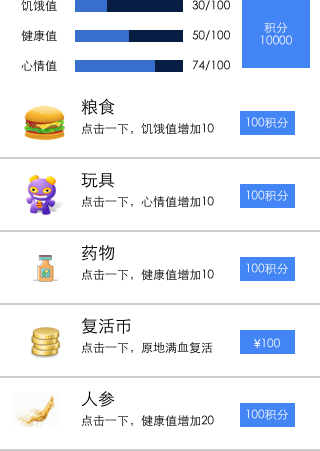 饥饿值 30/100
积分
10000
健康值 50/100
心情值 74/100
粮食
点击一下，饥饿值增加10
100积分
玩具
点击一下，心情值增加10
100积分
药物
点击一下，健康值增加10
100积分
复活币
点击一下，原地满血复活
¥100
人参
点击一下，健康值增加20
100积分